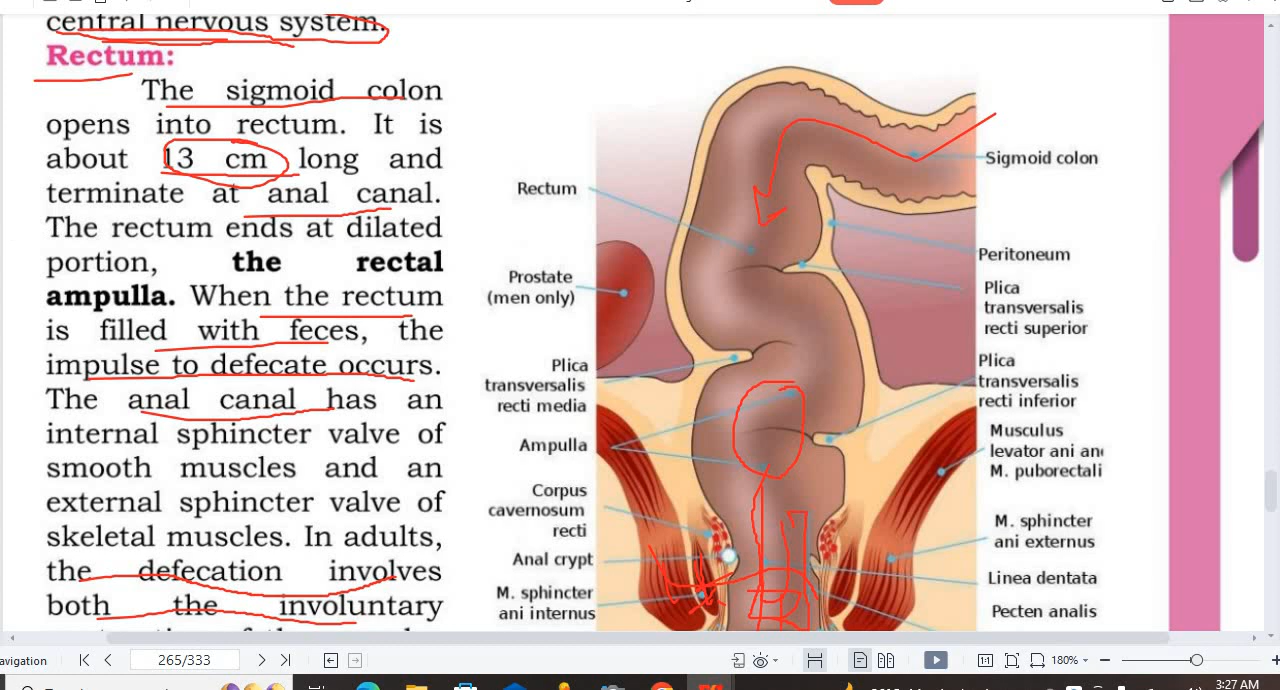 central nervous system.
Rectum:
The sigmoid colon
opens into rectum. It is
about 13 cm long and
terminate at anal canal.
The rectum ends at dilated
portion, the rectal
ampulla. When the rectum
is filled with feces, the
impulse to defecate occurs.
The anal canal has an
internal sphincter valve of
smooth muscles and an
external sphincter valve of
skeletal muscles. In adults,
the defecation involves
both the involuntary
Rectum
Prostate
(men only)
Plica
transversalis
recti media
Ampulla
Corpus
cavernosum
recti
Anal crypt
M. sphincter
ani internus
Sigmoid colon
Peritoneum
Plica
transversalis
recti superior
Plica
transversalis
recti inferior
Musculus
levator ani an
M. puborectali
M. sphincter
ani externus
Linea dentata
Pecten analis
avigation
265/333
1:1
180%
3:27 AM